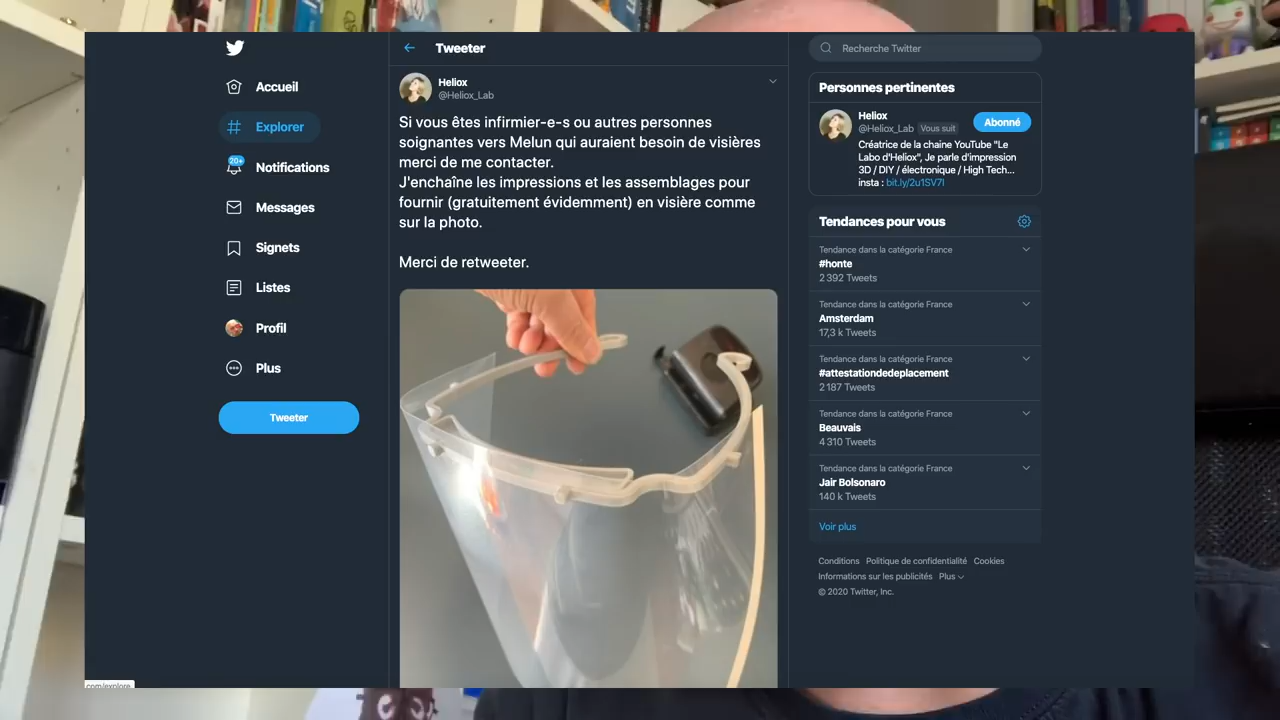 Accueil
Explorer
20+
Notifications
Messages
Signets
Listes
Profil
Plus
Tweeter
Tweeter
Heliox
@Heliox_Lab
Si vous êtes infirmier-e-s ou autres personnes
soignantes vers Melun qui auraient besoin de visières
merci de me contacter.
J'enchaîne les impressions et les assemblages pour
fournir (gratuitement évidemment) en visière comme
sur la photo.
Merci de retweeter.
Recherche Twitter
Personnes pertinentes
Heliox
@Heliox_Lab Vous suit
Abonné
Créatrice de la chaine YouTube "Le
Labo d'Heliox", Je parle d'impression
3D / DIY / électronique / High Tech...
insta : bit.ly/2u1SV7I
Tendances pour vous
Tendance dans la catégorie France
#honte
2 392 Tweets
Tendance dans la catégorie France
Amsterdam
17,3 k Tweets
Tendance dans la catégorie France
#attestationdedeplacement
2 187 Tweets
Tendance dans la catégorie France
Beauvais
4 310 Tweets
Tendance dans la catégorie France
Jair Bolsonaro
140 k Tweets
Voir plus
Conditions Politique de confidentialité Cookies
Informations sur les publicités Plus
© 2020 Twitter, Inc.